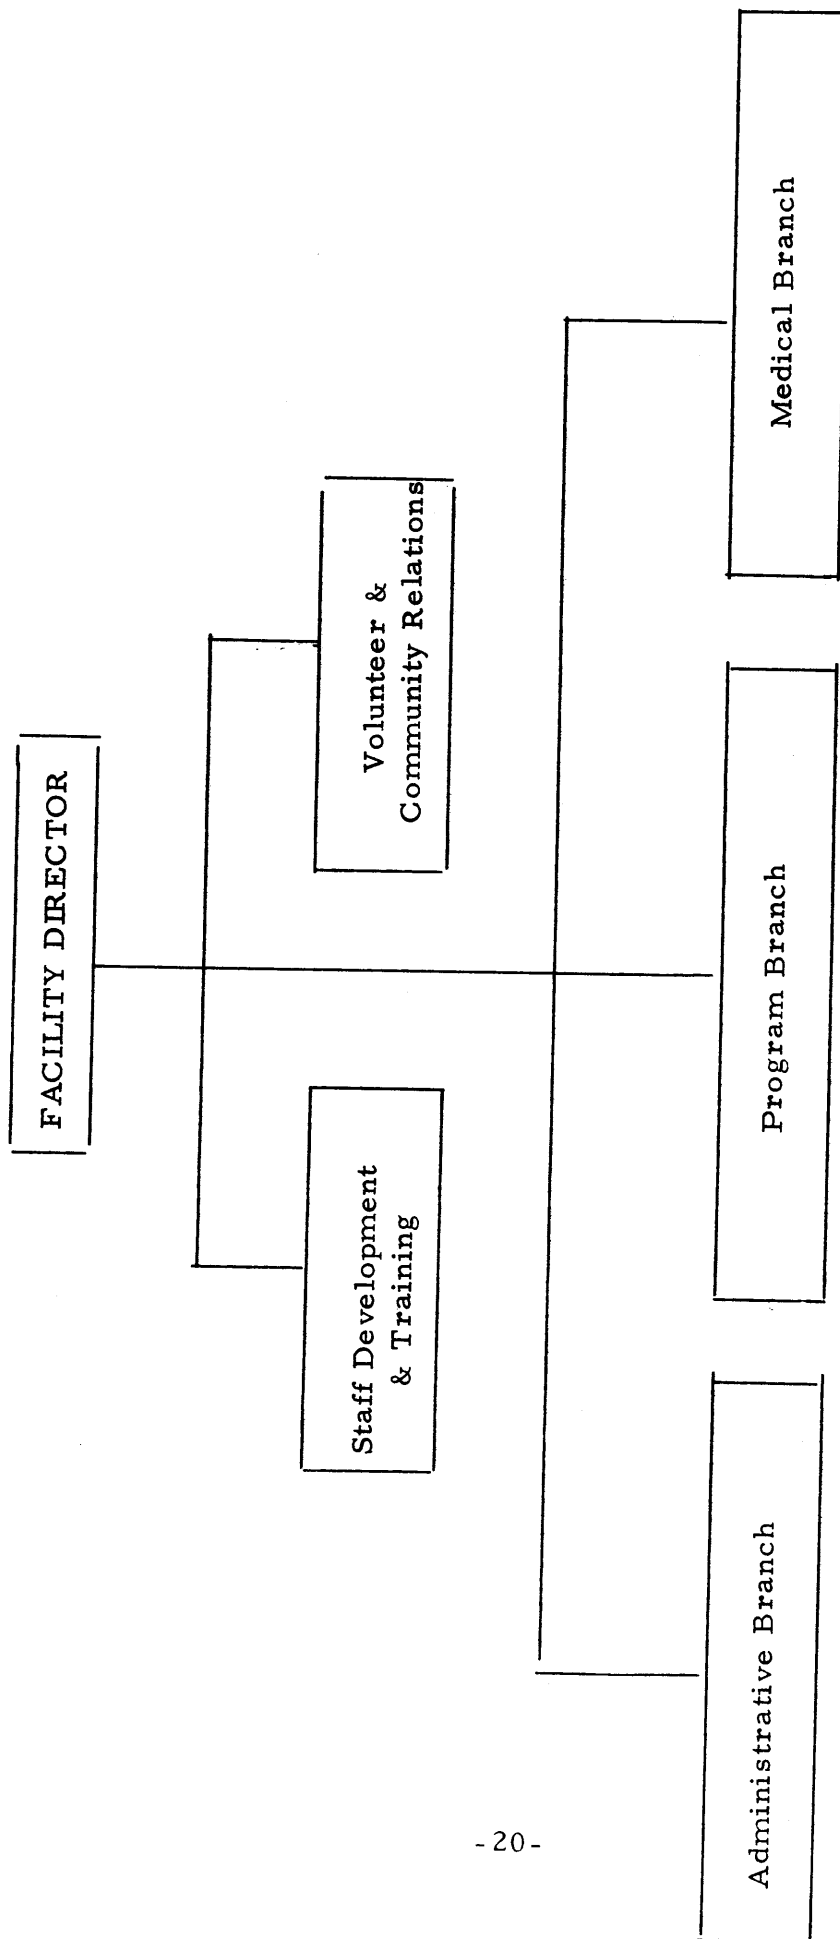 FACILITY DIRECTOR
Staff Development
& Training
Volunteer &
Community Relations
Administrative Branch
Program Branch
Medical Branch
-20-